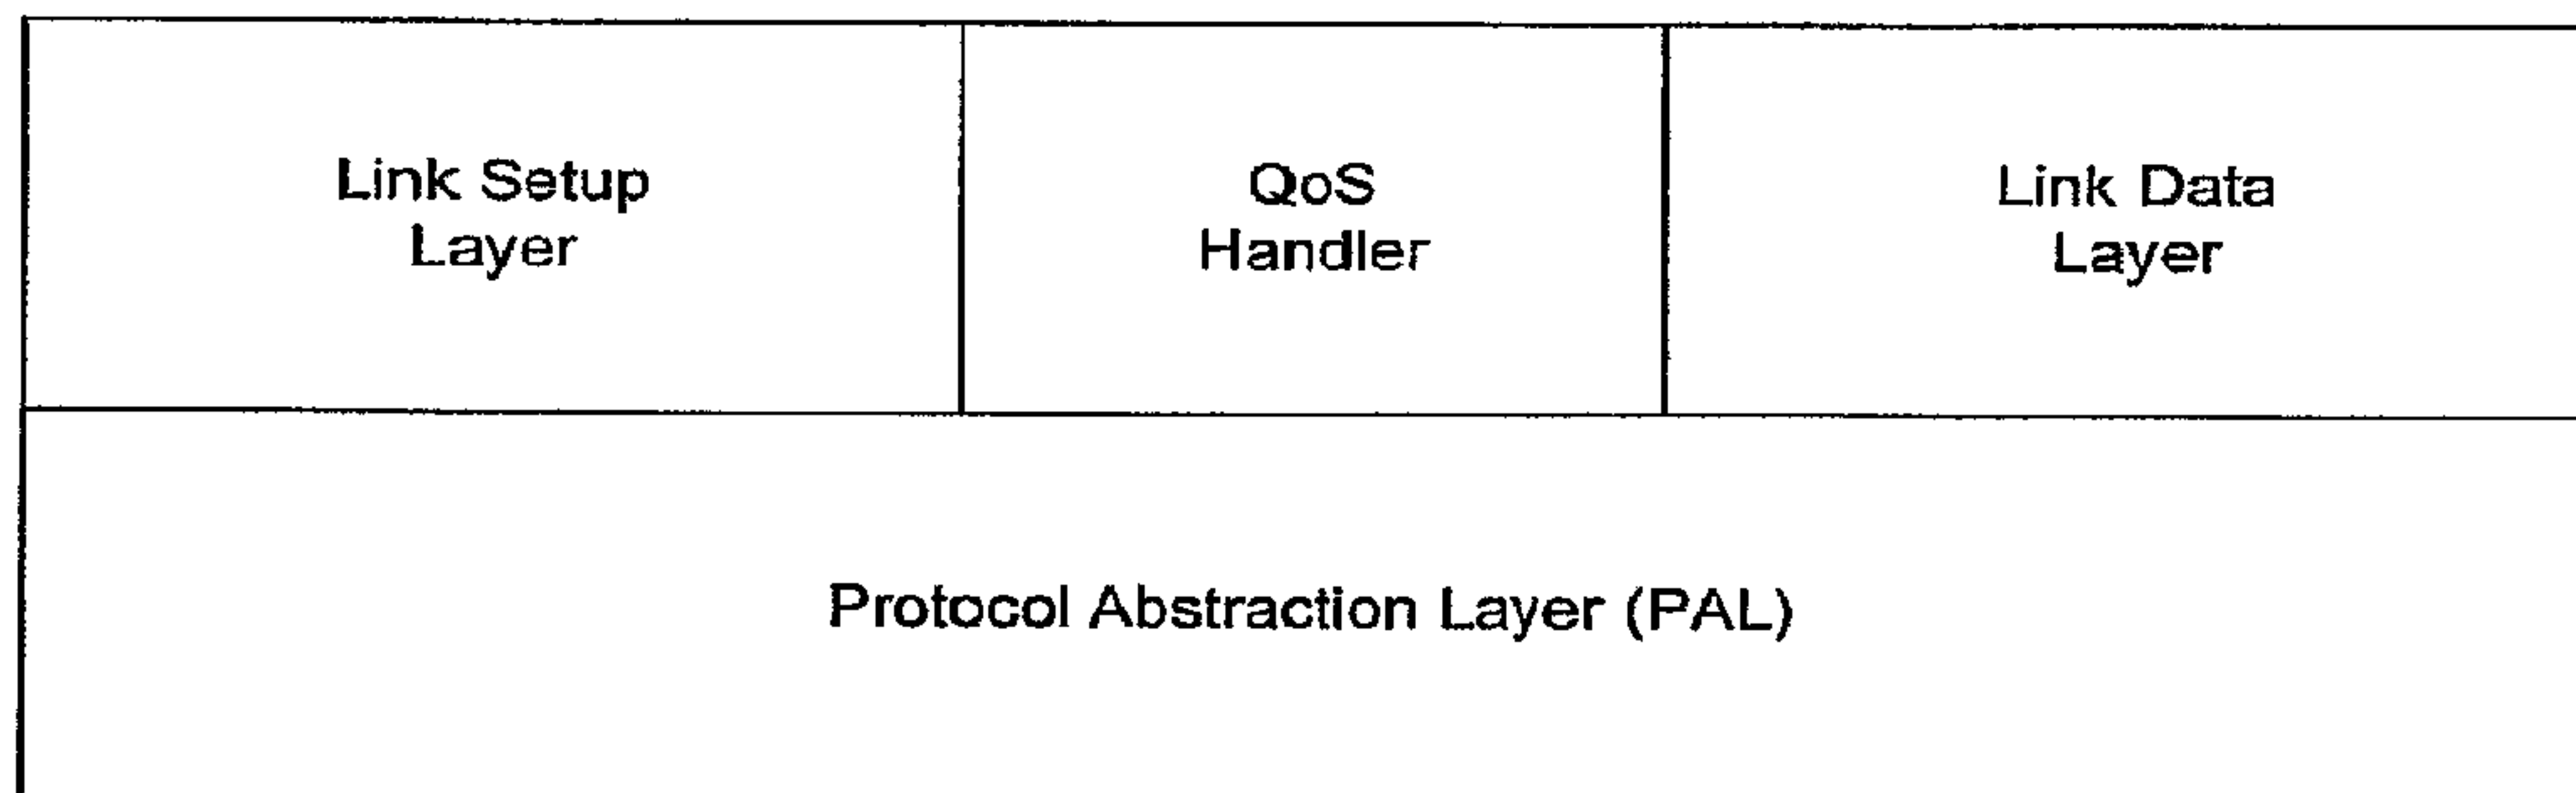 Link Setup
Layer
QoS
Handler
Link Data
Layer
Protocol Abstraction Layer (PAL)